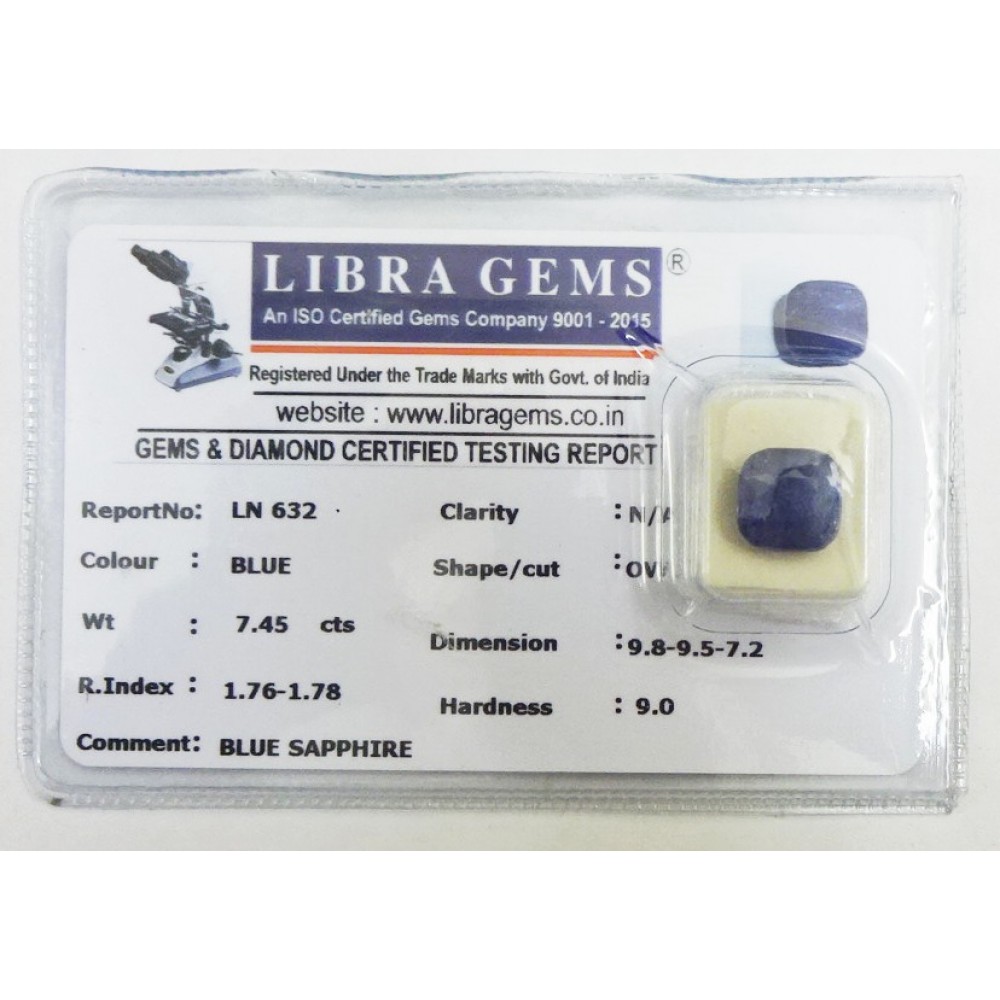 LIBRA GEMS ®
An ISO Certified Gems Company 9001 - 2015
Registered Under the Trade Marks with Govt. of India
website : www.libragems.co.in
GEMS & DIAMOND CERTIFIED TESTING REPORT
ReportNo: LN 632 Clarity : N/A
Colour : BLUE Shape/cut :
Wt : 7.45 cts Dimension : 9.8-9.5-7.2
R.Index : 1.76-1.78 Hardness : 9.0
Comment: BLUE SAPPHIRE